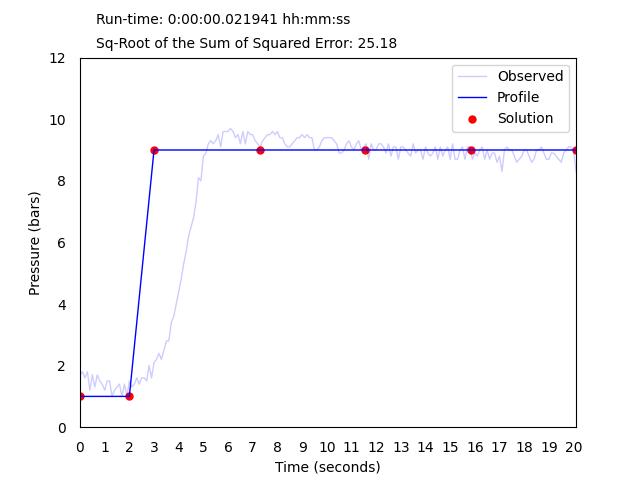 Run-time: 0:00:00.021941 hh:mm:ss
Sq-Root of the Sum of Squared Error: 25.18
Observed
Profile
Solution
12
10
8
6
4
2
0
Pressure (bars)
0 1 2 3 4 5 6 7 8 9 10 11 12 13 14 15 16 17 18 19 20
Time (seconds)